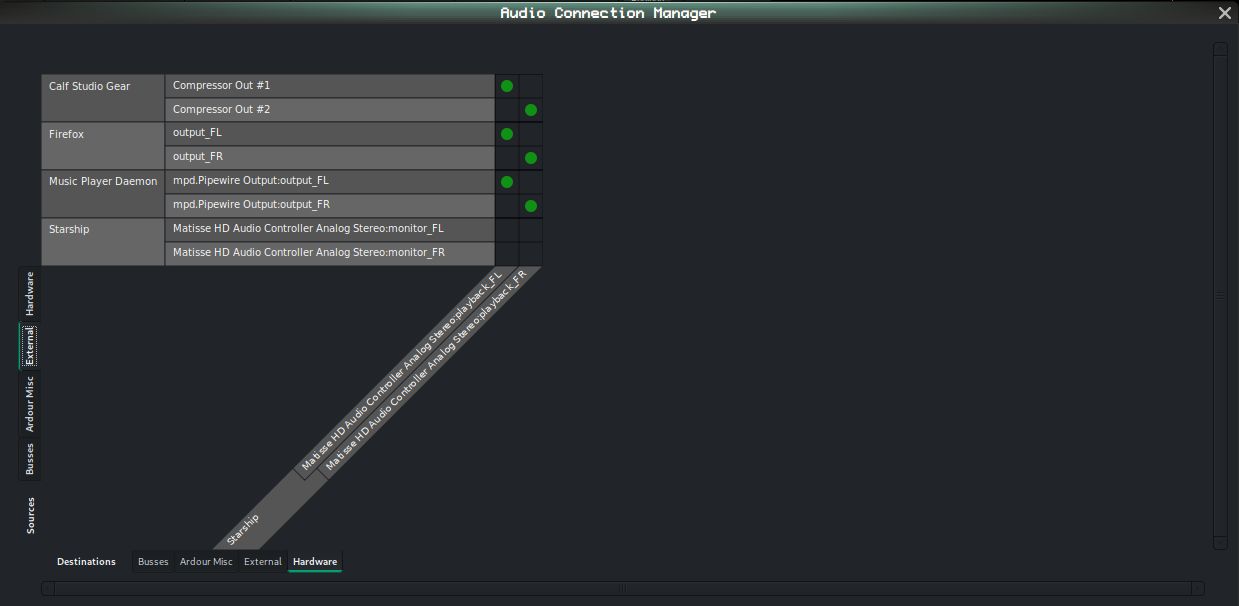 Audio Connection Manager
Calf Studio Gear
Compressor Out #1
Compressor Out #2
Firefox
output_FL
output_FR
Music Player Daemon
mpd.Pipewire Output:output_FL
mpd.Pipewire Output:output_FR
Starship
Matisse HD Audio Controller Analog Stereo:monitor_FL
Matisse HD Audio Controller Analog Stereo:monitor_FR
Hardware
External
Ardour Misc
Busses
Sources
Matisse HD Audio Controller Analog Stereo:playback_FL
Matisse HD Audio Controller Analog Stereo:playback_FR
Starship
Destinations
Busses
Ardour Misc
External
Hardware